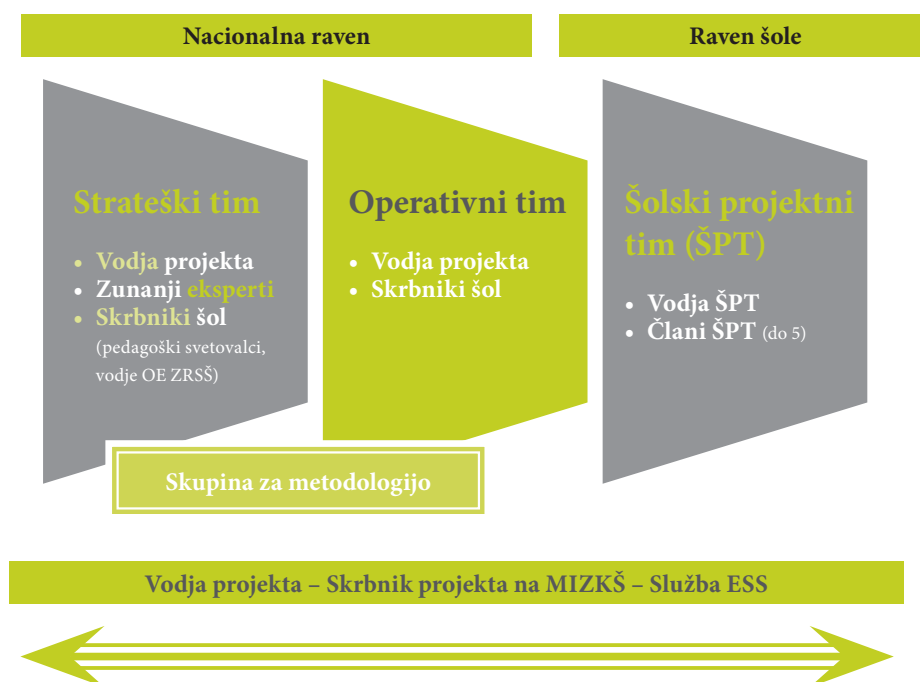 Nacionalna raven
Raven šole
Strateški tim
• Vodja projekta
• Zunanji eksperti
• Skrbniki šol
(pedagoški svetovalci,
vodje OE ZRSŠ)
Operativni tim
• Vodja projekta
• Skrbniki šol
Šolski projektni
tim (ŠPT)
• Vodja ŠPT
• Člani ŠPT (do 5)
Skupina za metodologijo
Vodja projekta – Skrbnik projekta na MIZKŠ – Služba ESS